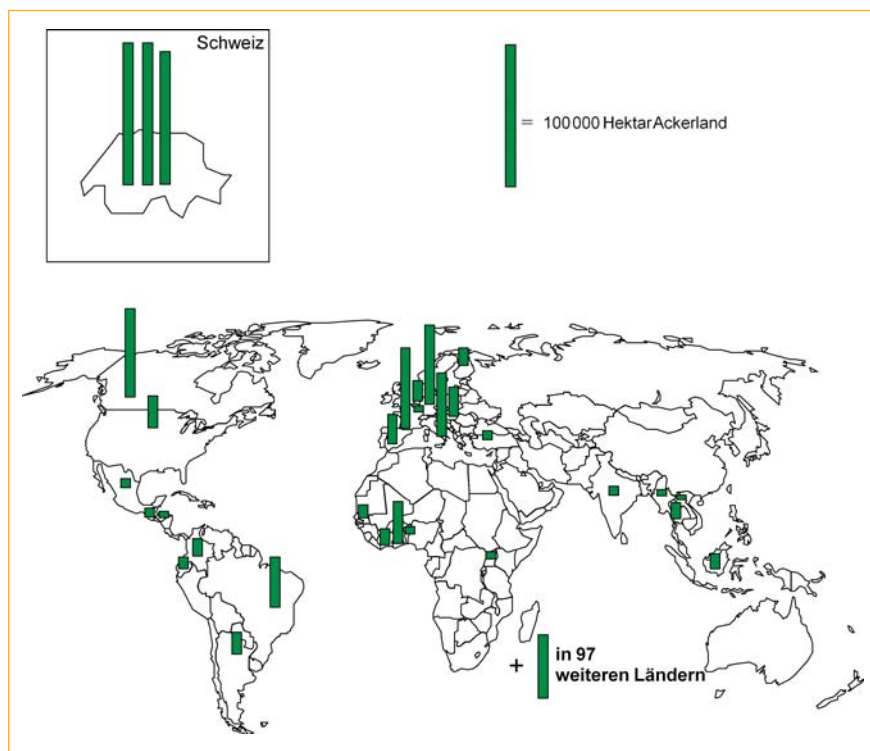 Schweiz
= 100 000 Hektar Ackerland
+ in 97
weiteren Ländern